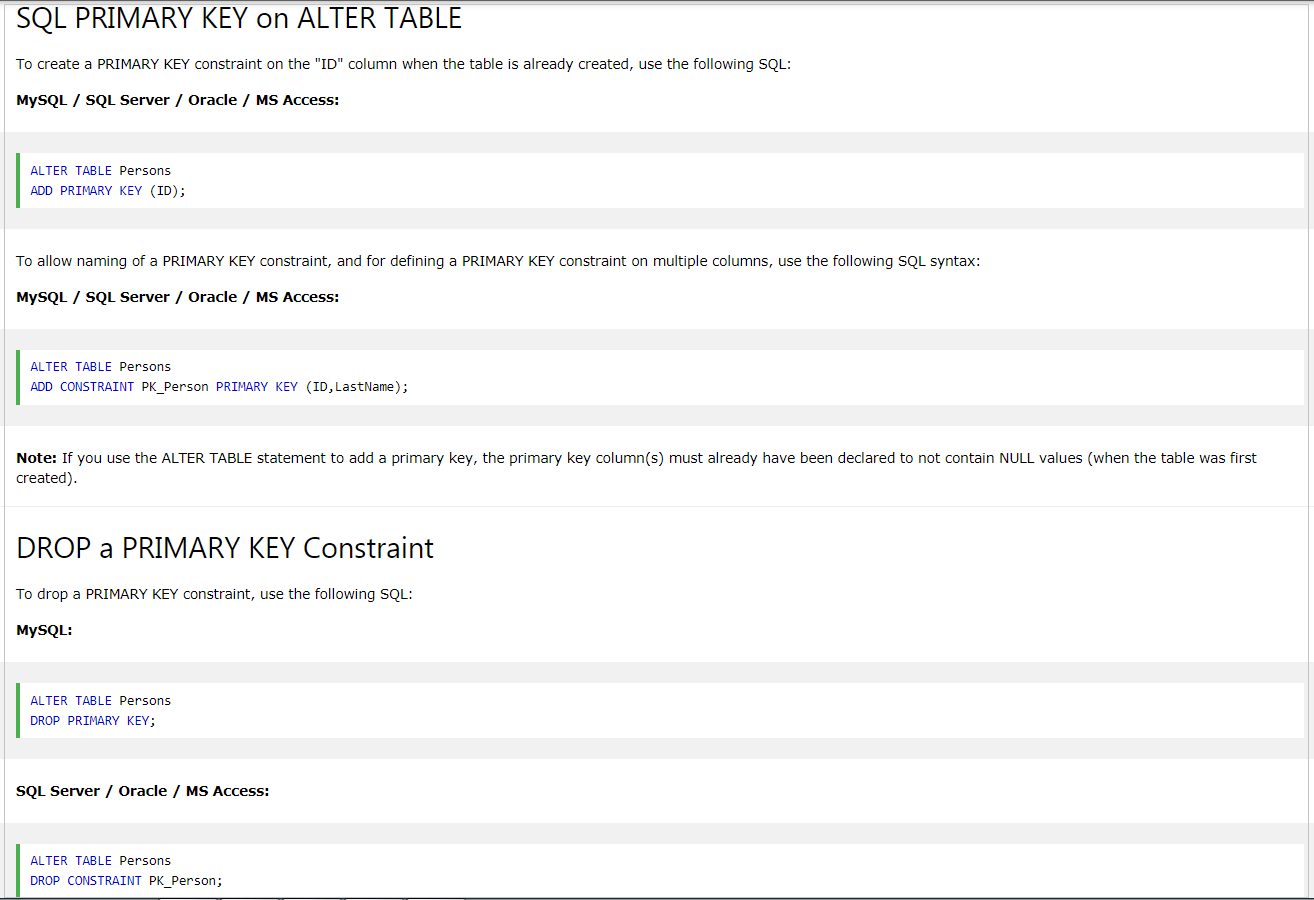 SQL PRIMARY KEY on ALTER TABLE
To create a PRIMARY KEY constraint on the "ID" column when the table is already created, use the following SQL:
MySQL / SQL Server / Oracle / MS Access:
ALTER TABLE Persons
ADD PRIMARY KEY (ID);
To allow naming of a PRIMARY KEY constraint, and for defining a PRIMARY KEY constraint on multiple columns, use the following SQL syntax:
MySQL / SQL Server / Oracle / MS Access:
ALTER TABLE Persons
ADD CONSTRAINT PK_Person PRIMARY KEY (ID,LastName);
Note: If you use the ALTER TABLE statement to add a primary key, the primary key column(s) must already have been declared to not contain NULL values (when the table was first
created).
DROP a PRIMARY KEY Constraint
To drop a PRIMARY KEY constraint, use the following SQL:
MySQL:
ALTER TABLE Persons
DROP PRIMARY KEY;
SQL Server / Oracle / MS Access:
ALTER TABLE Persons
DROP CONSTRAINT PK_Person;